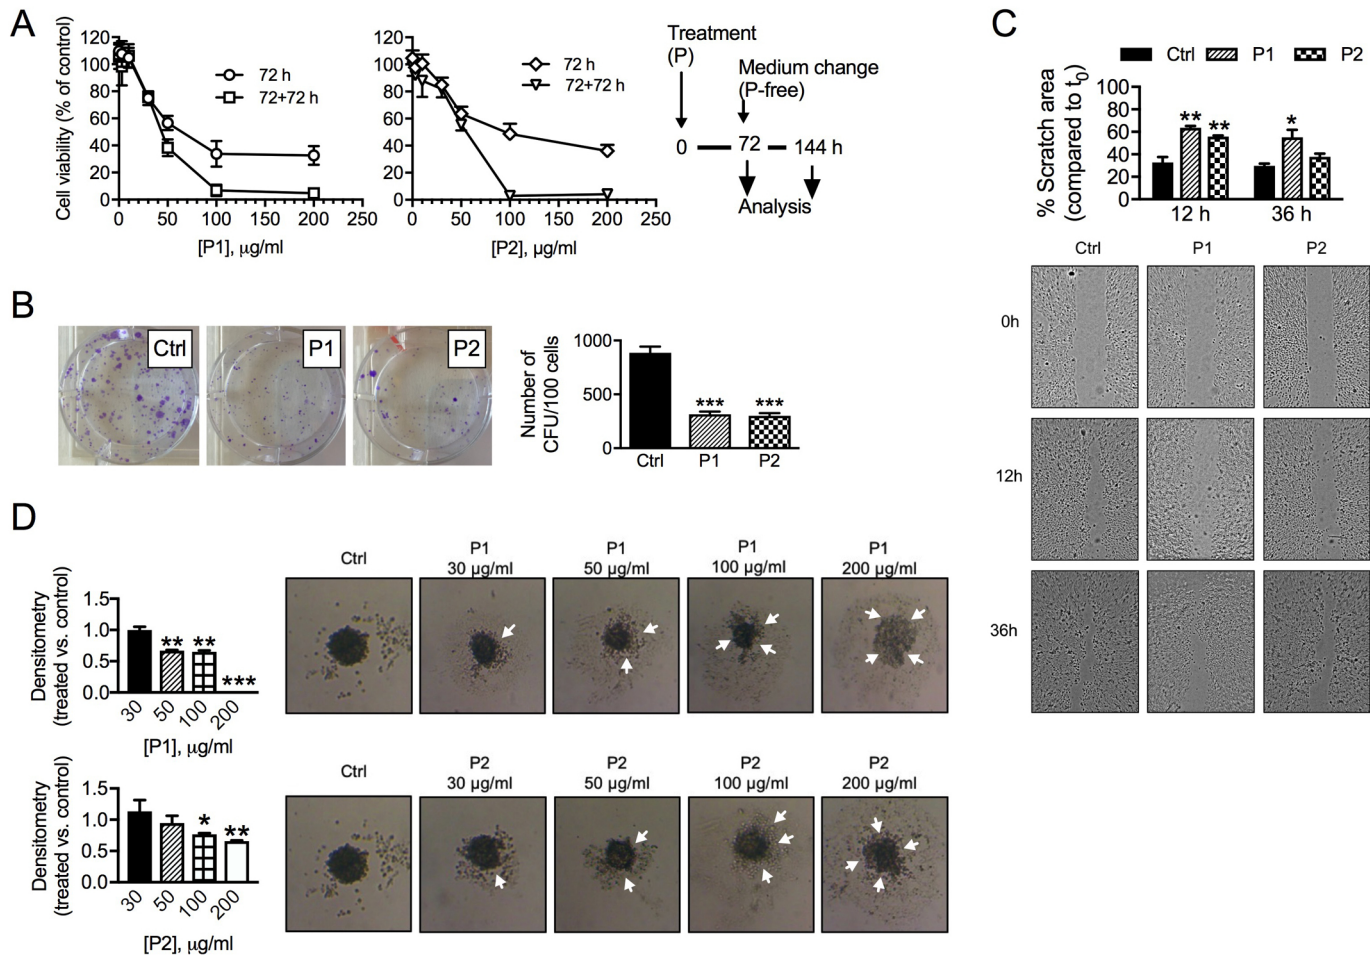 A
Cell viability (% of control)
120
100
80
60
40
20
0
0 50 100 150 200 250
[P1], μg/ml
72 h
72+72 h
120
100
80
60
40
20
0
0 50 100 150 200 250
[P2], μg/ml
72 h
72+72 h
Treatment
(P)
Medium change
(P-free)
0 72 144 h
Analysis
B
Ctrl
P1
P2
Number of
CFU/100 cells
1000
500
0
*** ***
Ctrl P1 P2
C
Ctrl P1 P2
% Scratch area
(compared to t0)
100
80
60
40
20
0
** ** *
12 h 36 h
Ctrl P1 P2
0h
12h
36h
D
Densitometry
(treated vs. control)
1.5
1.0
0.5
0.0
** ** ***
30 50 100 200
[P1], μg/ml
Ctrl
P1
30 μg/ml
P1
50 μg/ml
P1
100 μg/ml
P1
200 μg/ml
Densitometry
(treated vs. control)
1.5
1.0
0.5
0.0
* **
30 50 100 200
[P2], μg/ml
Ctrl
P2
30 μg/ml
P2
50 μg/ml
P2
100 μg/ml
P2
200 μg/ml